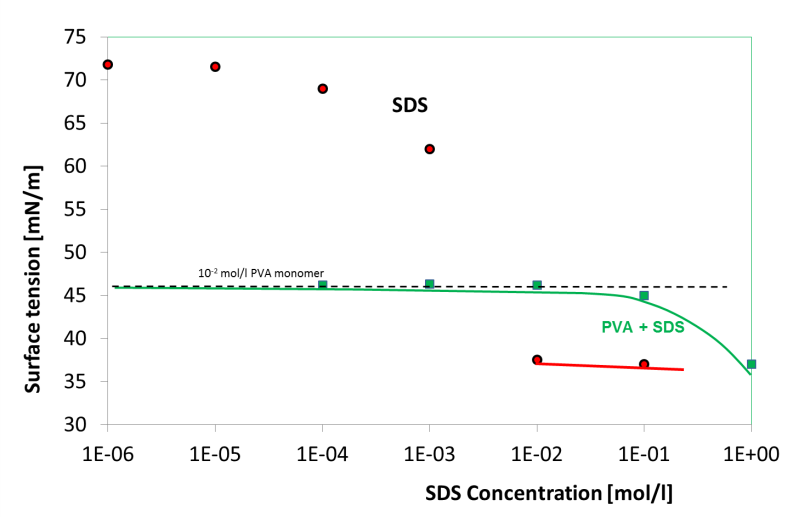 75
70
65
60
55
50
45
40
35
30
Surface tension [mN/m]
SDS
10⁻² mol/l PVA monomer
PVA + SDS
1E-06 1E-05 1E-04 1E-03 1E-02 1E-01 1E+00
SDS Concentration [mol/l]